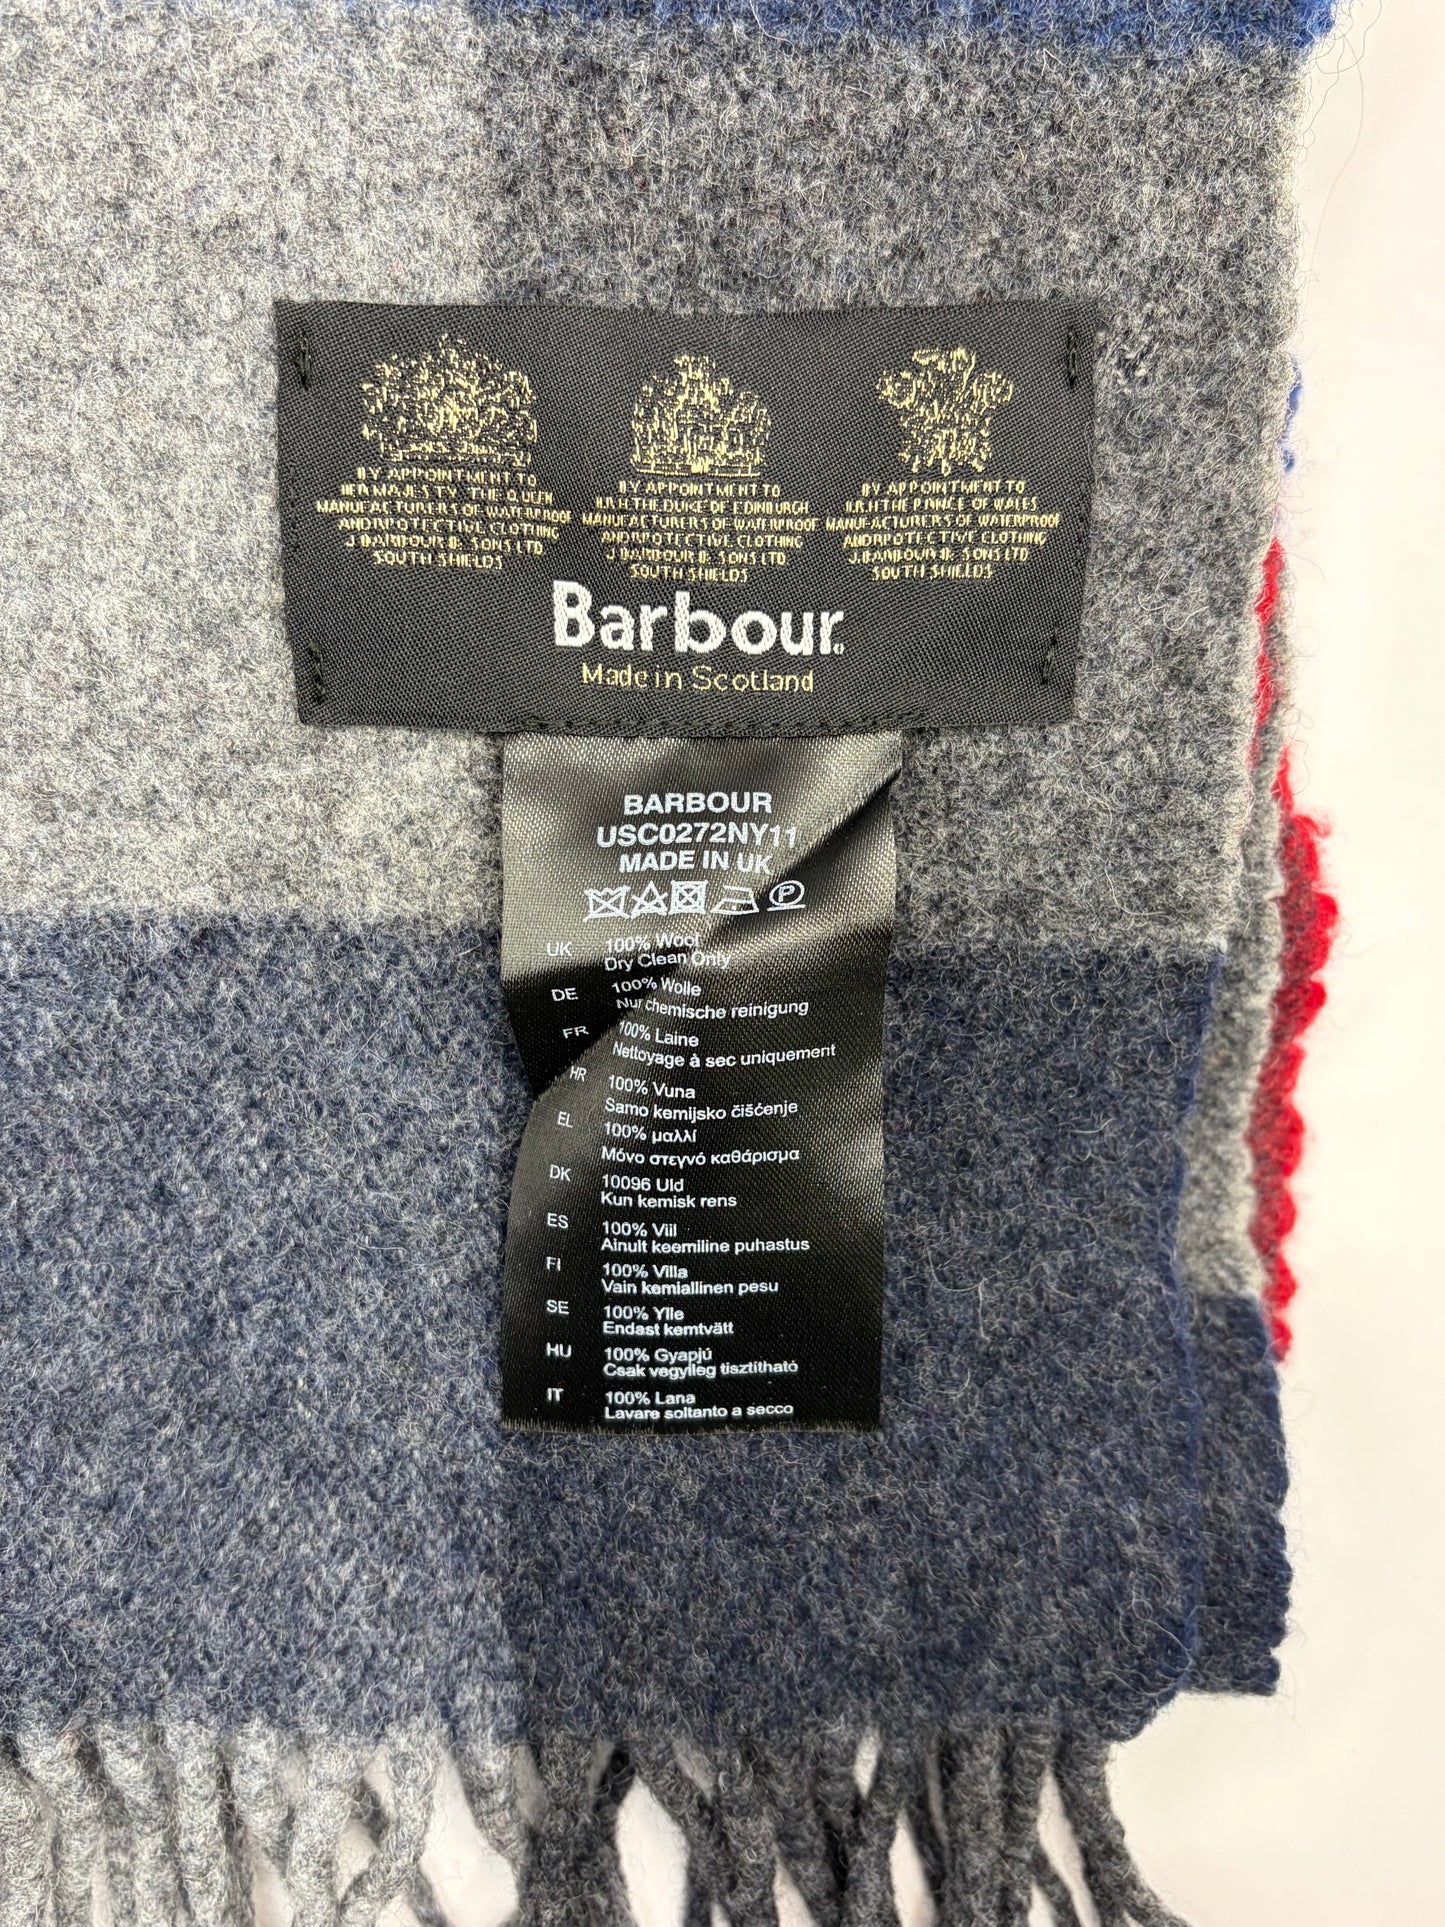 BY APPOINTMENT TO
HER MAJESTY THE QUEEN
MANUFACTURERS OF WATERPROOF
AND RPOTECTIVE CLOTHING
J. BARBOUR & SONS LTD
SOUTH SHIELDS
BY APPOINTMENT TO
H.R.H. THE DUKE OF EDINBURGH
MANUFACTURERS OF WATERPROOF
AND RPOTECTIVE CLOTHING
J. BARBOUR & SONS LTD
SOUTH SHIELDS
BY APPOINTMENT TO
H.R.H THE PRINCE OF WALES
MANUFACTURERS OF WATERPROOF
AND RPOTECTIVE CLOTHING
J. BARBOUR & SONS LTD
SOUTH SHIELDS
Barbour
Made in Scotland
BARBOUR
USC0272NY11
MADE IN UK
P
UK 100% Wool
Dry Clean Only
DE 100% Wolle
Nur chemische reinigung
FR 100% Laine
Nettoyage à sec uniquement
HR 100% Vuna
Samo kemijsko čišćenje
EL 100% μαλλί
Μόνο στεγνό καθάρισμα
DK 10096 Uld
Kun kemisk rens
ES 100% Viil
Ainult keemiline puhastus
FI 100% Villa
Vain kemiallinen pesu
SE 100% Ylle
Endast kemtvätt
HU 100% Gyapjú
Csak vegyileg tisztítható
IT 100% Lana
Lavare soltanto a secco